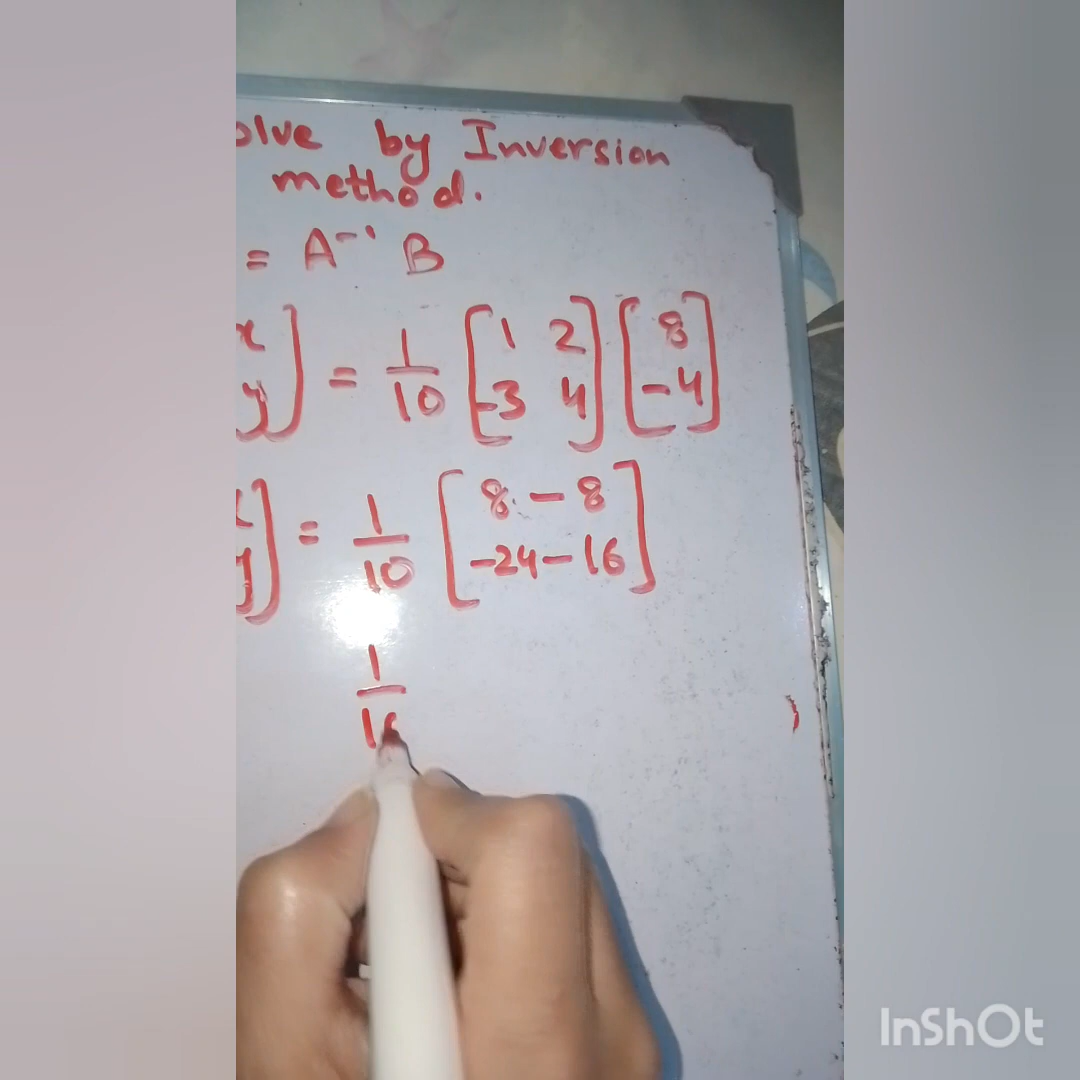 olve by Inversion
method.
= A⁻¹ B
x 1 [1 2] [8]
y] = 10 [-3 4] [-4]
1 [8 - 8]
y] = 10 [-24 - 16]
1
10
InShOt